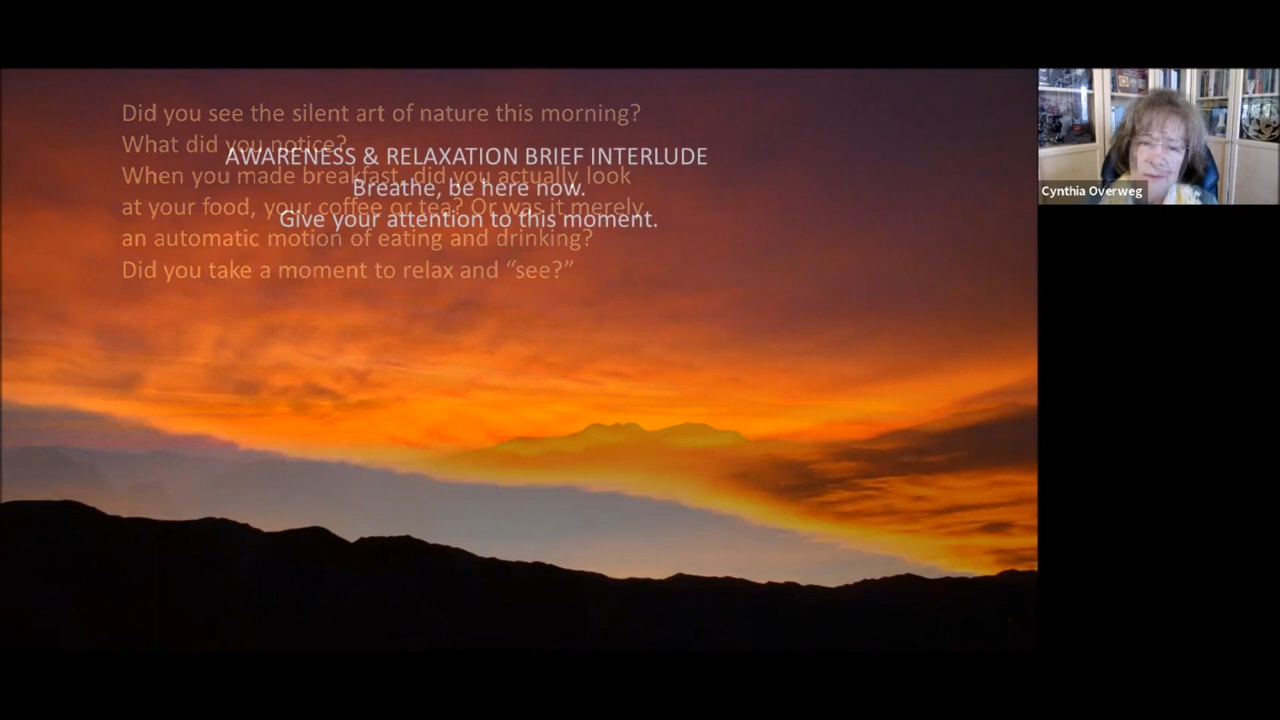 Did you see the silent art of nature this morning?
What did you notice?
When you made breakfast, did you actually look
at your food, your coffee or tea? Or was it merely
an automatic motion of eating and drinking?
Did you take a moment to relax and “see?”
AWARENESS & RELAXATION BRIEF INTERLUDE
Breathe, be here now.
Give your attention to this moment.
Cynthia Overweg